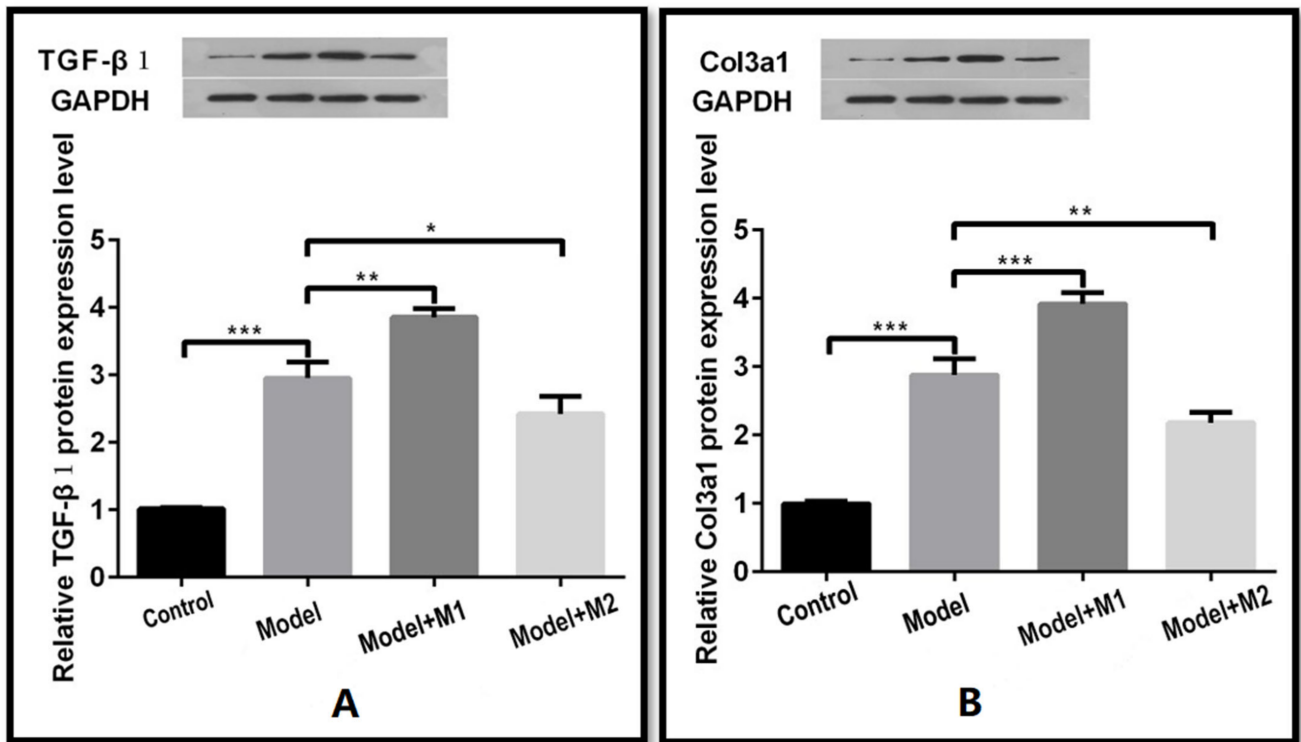 TGF-β 1
GAPDH
Relative TGF-β 1 protein expression level
5
4
3
2
1
0
*
**
***
Control
Model
Model+M1
Model+M2
A
Col3a1
GAPDH
Relative Col3a1 protein expression level
5
4
3
2
1
0
**
***
***
Control
Model
Model+M1
Model+M2
B